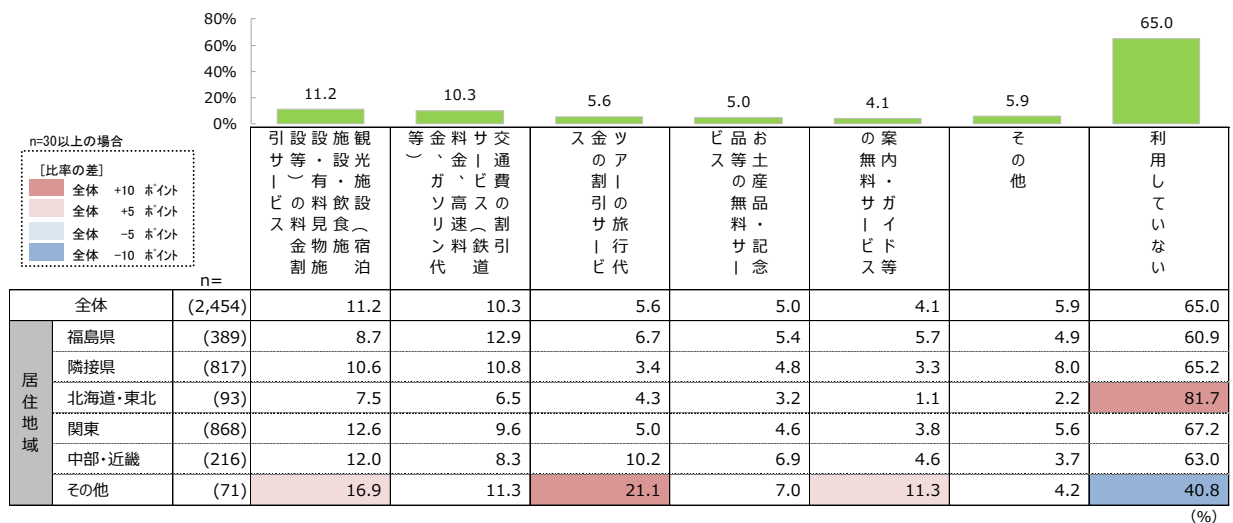 80%
60%
40%
20%
0%
11.2
10.3
5.6
5.0
4.1
5.9
65.0
n=30以上の場合
[比率の差]
全体 +10 ﾎﾟｲﾝﾄ
全体 +5 ﾎﾟｲﾝﾄ
全体 -5 ﾎﾟｲﾝﾄ
全体 -10 ﾎﾟｲﾝﾄ
n=
観光施設（宿泊
施設・飲食施
設・有料見物施
設等）の料金割
引サービス
交通費の割引
サービス（鉄道
料金、高速料
金、ガソリン代
等）
ツアーの旅行代
金の割引サービ
ス
お土産品・記念
品等の無料サー
ビス
案内・ガイド等
の無料サービス
その他
利用していない
全体 (2,454) 11.2 10.3 5.6 5.0 4.1 5.9 65.0
居住地域
福島県 (389) 8.7 12.9 6.7 5.4 5.7 4.9 60.9
隣接県 (817) 10.6 10.8 3.4 4.8 3.3 8.0 65.2
北海道・東北 (93) 7.5 6.5 4.3 3.2 1.1 2.2 81.7
関東 (868) 12.6 9.6 5.0 4.6 3.8 5.6 67.2
中部・近畿 (216) 12.0 8.3 10.2 6.9 4.6 3.7 63.0
その他 (71) 16.9 11.3 21.1 7.0 11.3 4.2 40.8
(%)